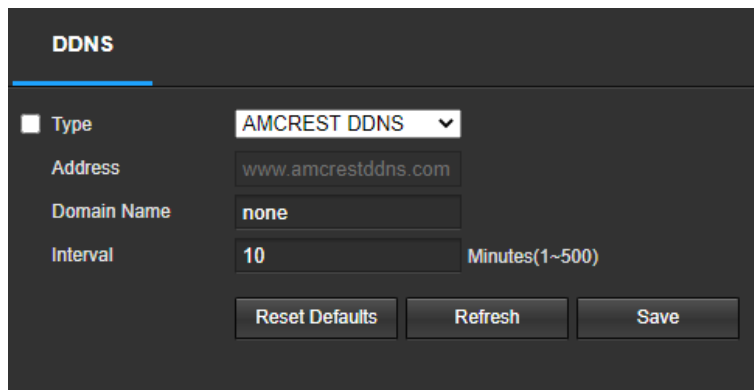 DDNS
Type AMCREST DDNS
Address www.amcrestddns.com
Domain Name none
Interval 10 Minutes(1~500)
Reset Defaults Refresh Save